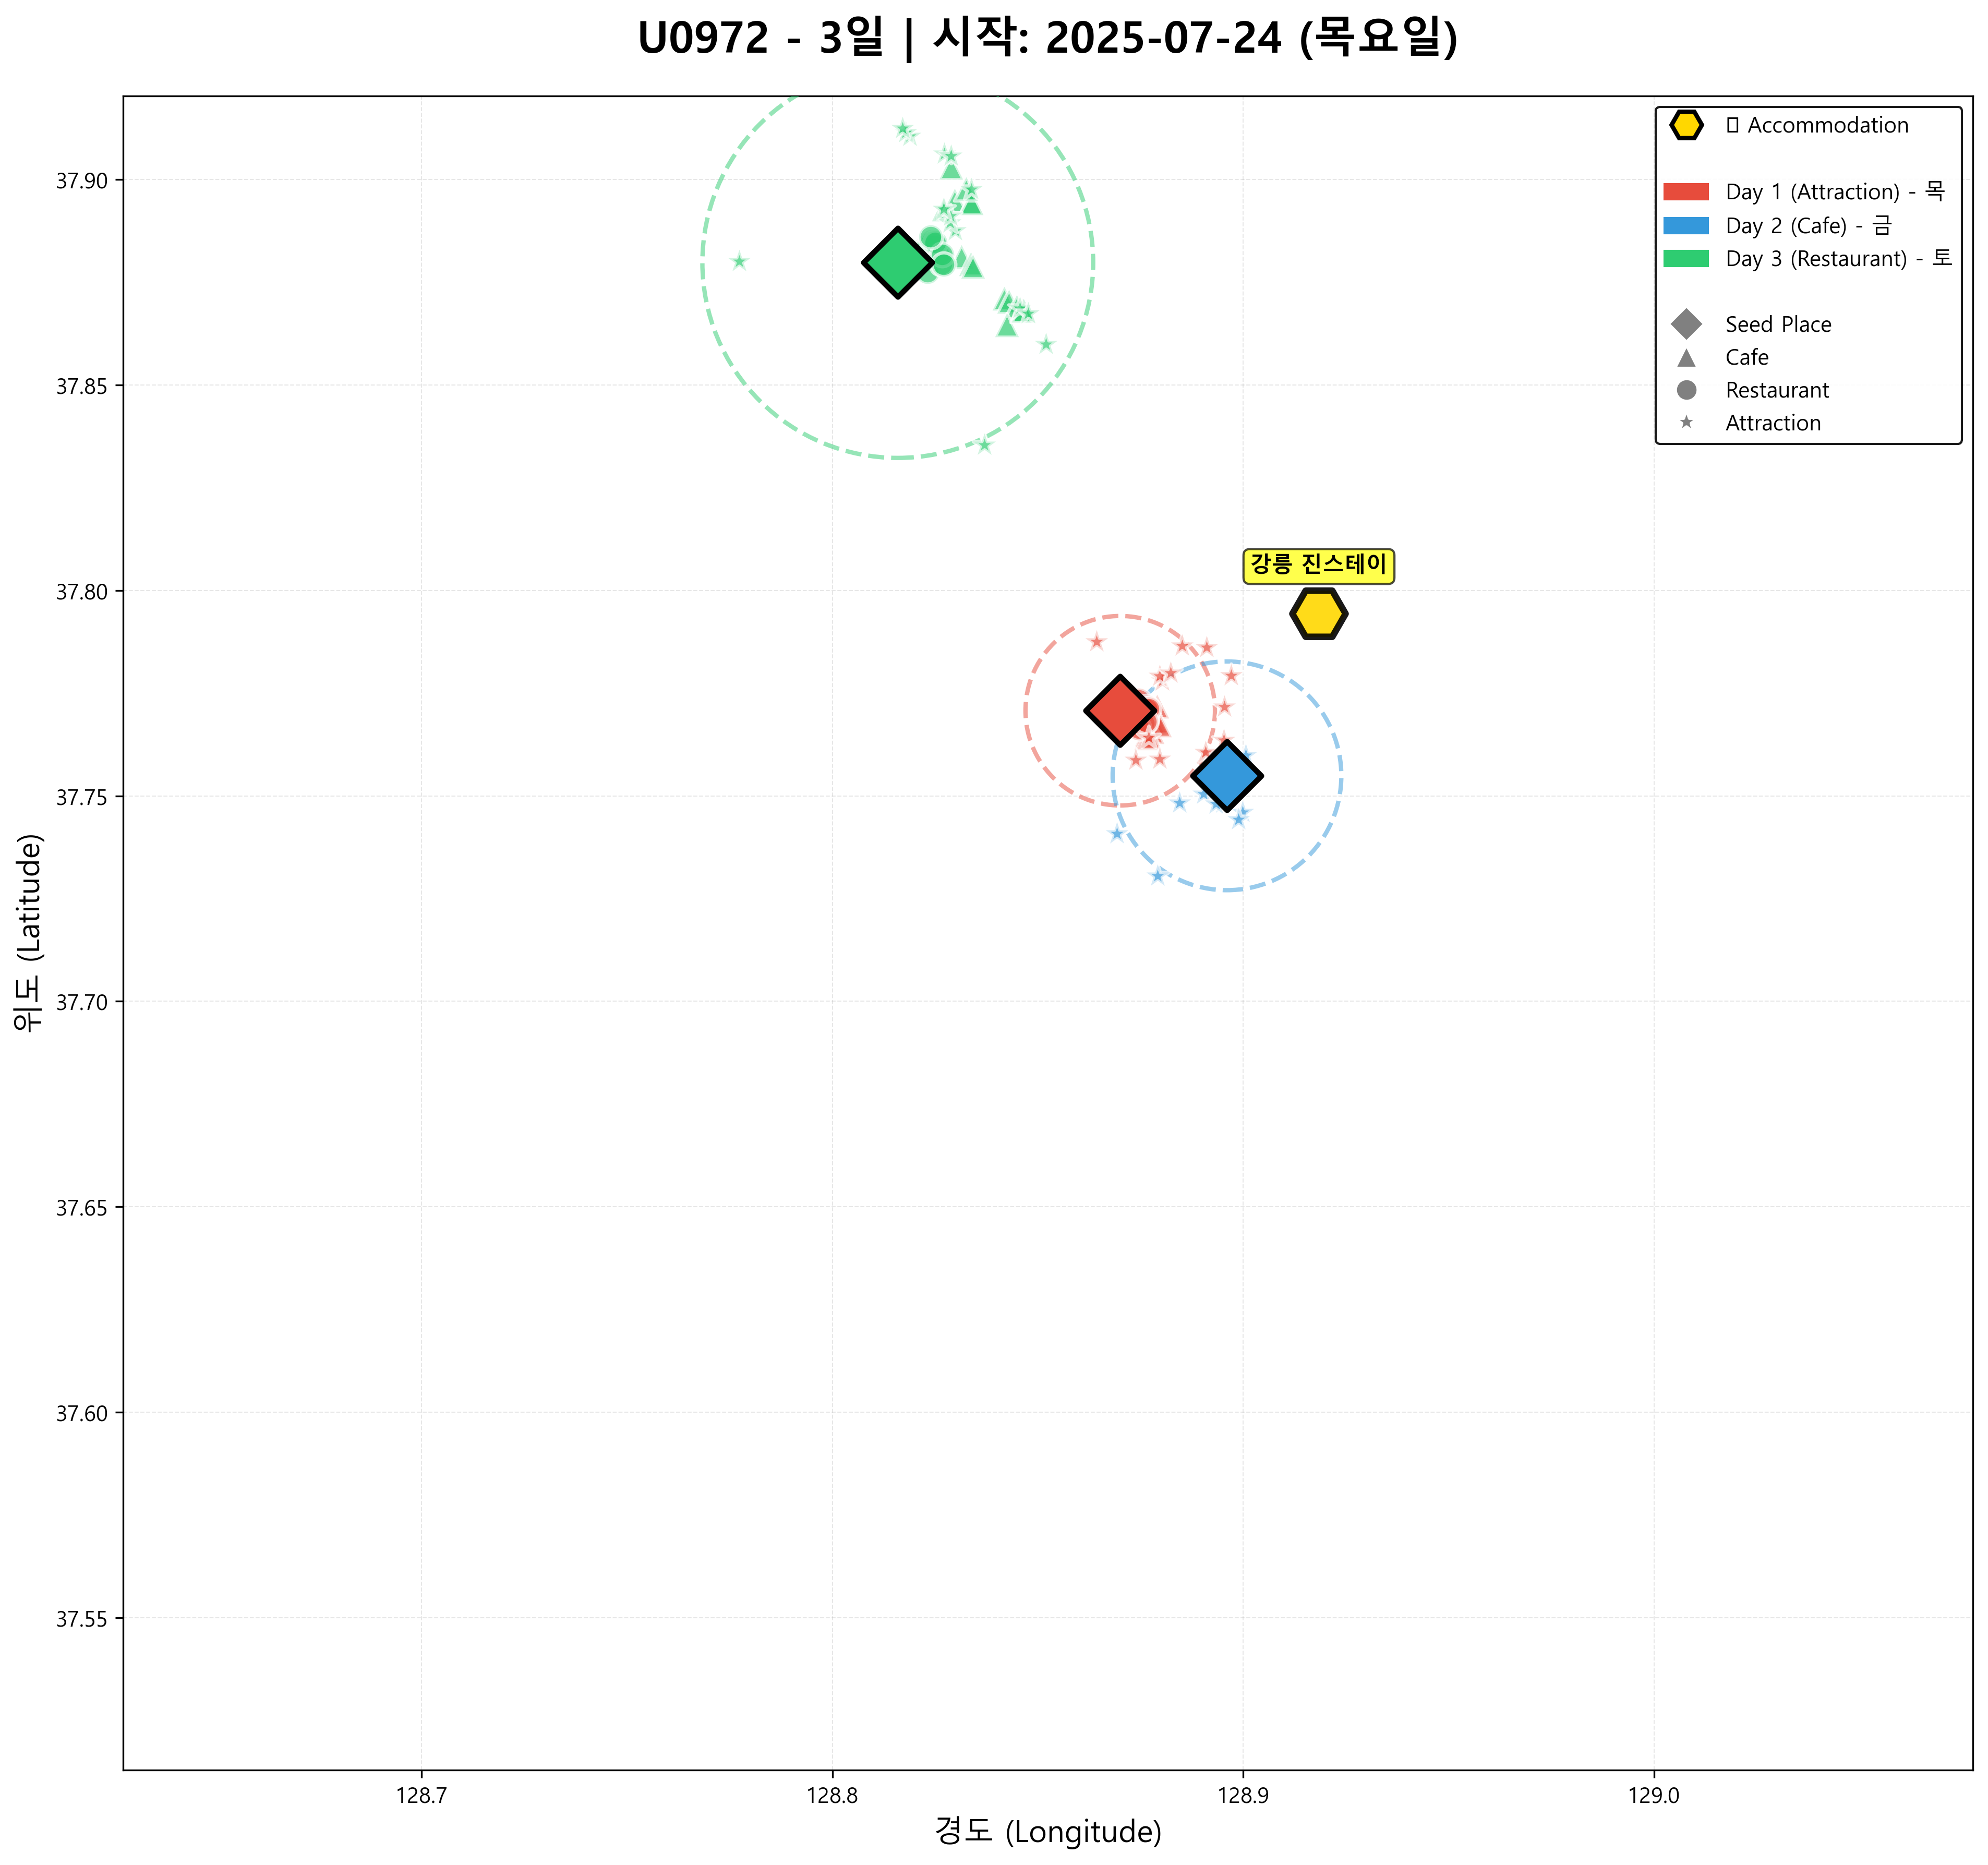 U0972 - 3일 | 시작: 2025-07-24 (목요일)
Accommodation
Day 1 (Attraction) - 목
Day 2 (Cafe) - 금
Day 3 (Restaurant) - 토
Seed Place
Cafe
Restaurant
Attraction
강릉 진스테이
37.90
37.85
37.80
37.75
37.70
37.65
37.60
37.55
위도 (Latitude)
128.7
128.8
128.9
129.0
경도 (Longitude)